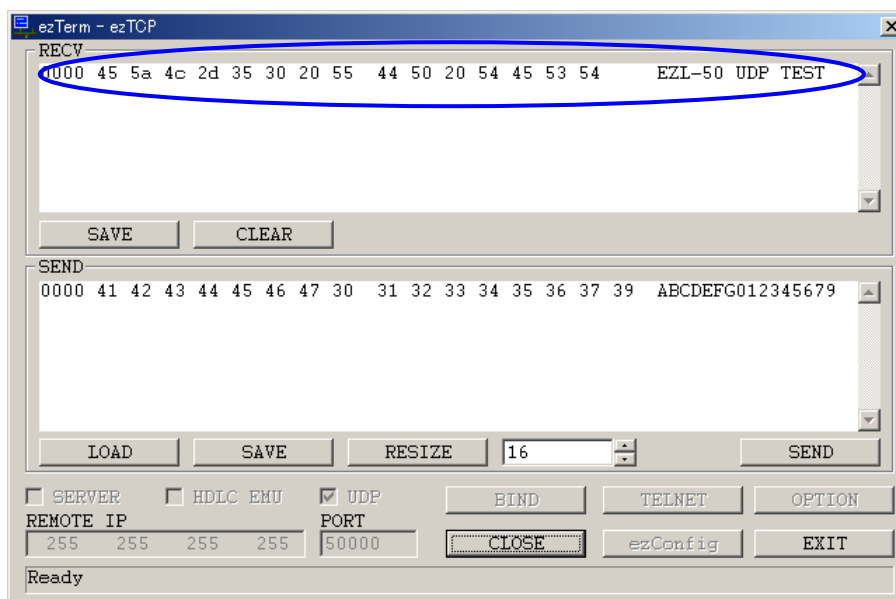 ezTerm - ezTCP
RECV
0000 45 5a 4c 2d 35 30 20 55 44 50 20 54 45 53 54 EZL-50 UDP TEST
SAVE CLEAR
SEND
0000 41 42 43 44 45 46 47 30 31 32 33 34 35 36 37 39 ABCDEFG012345679
LOAD SAVE RESIZE 16 SEND
SERVER HDLC EMU UDP BIND TELNET OPTION
REMOTE IP PORT
255 255 255 255 50000 CLOSE ezConfig EXIT
Ready